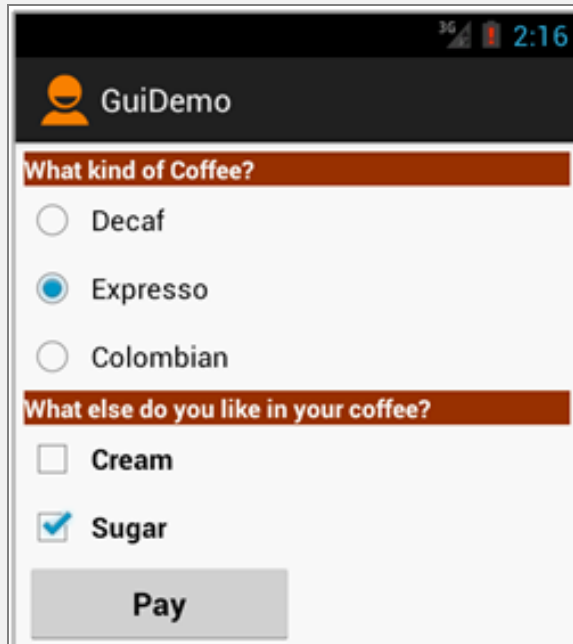 3G 2:16
GuiDemo
What kind of Coffee?
Decaf
Expresso
Colombian
What else do you like in your coffee?
Cream
Sugar
Pay